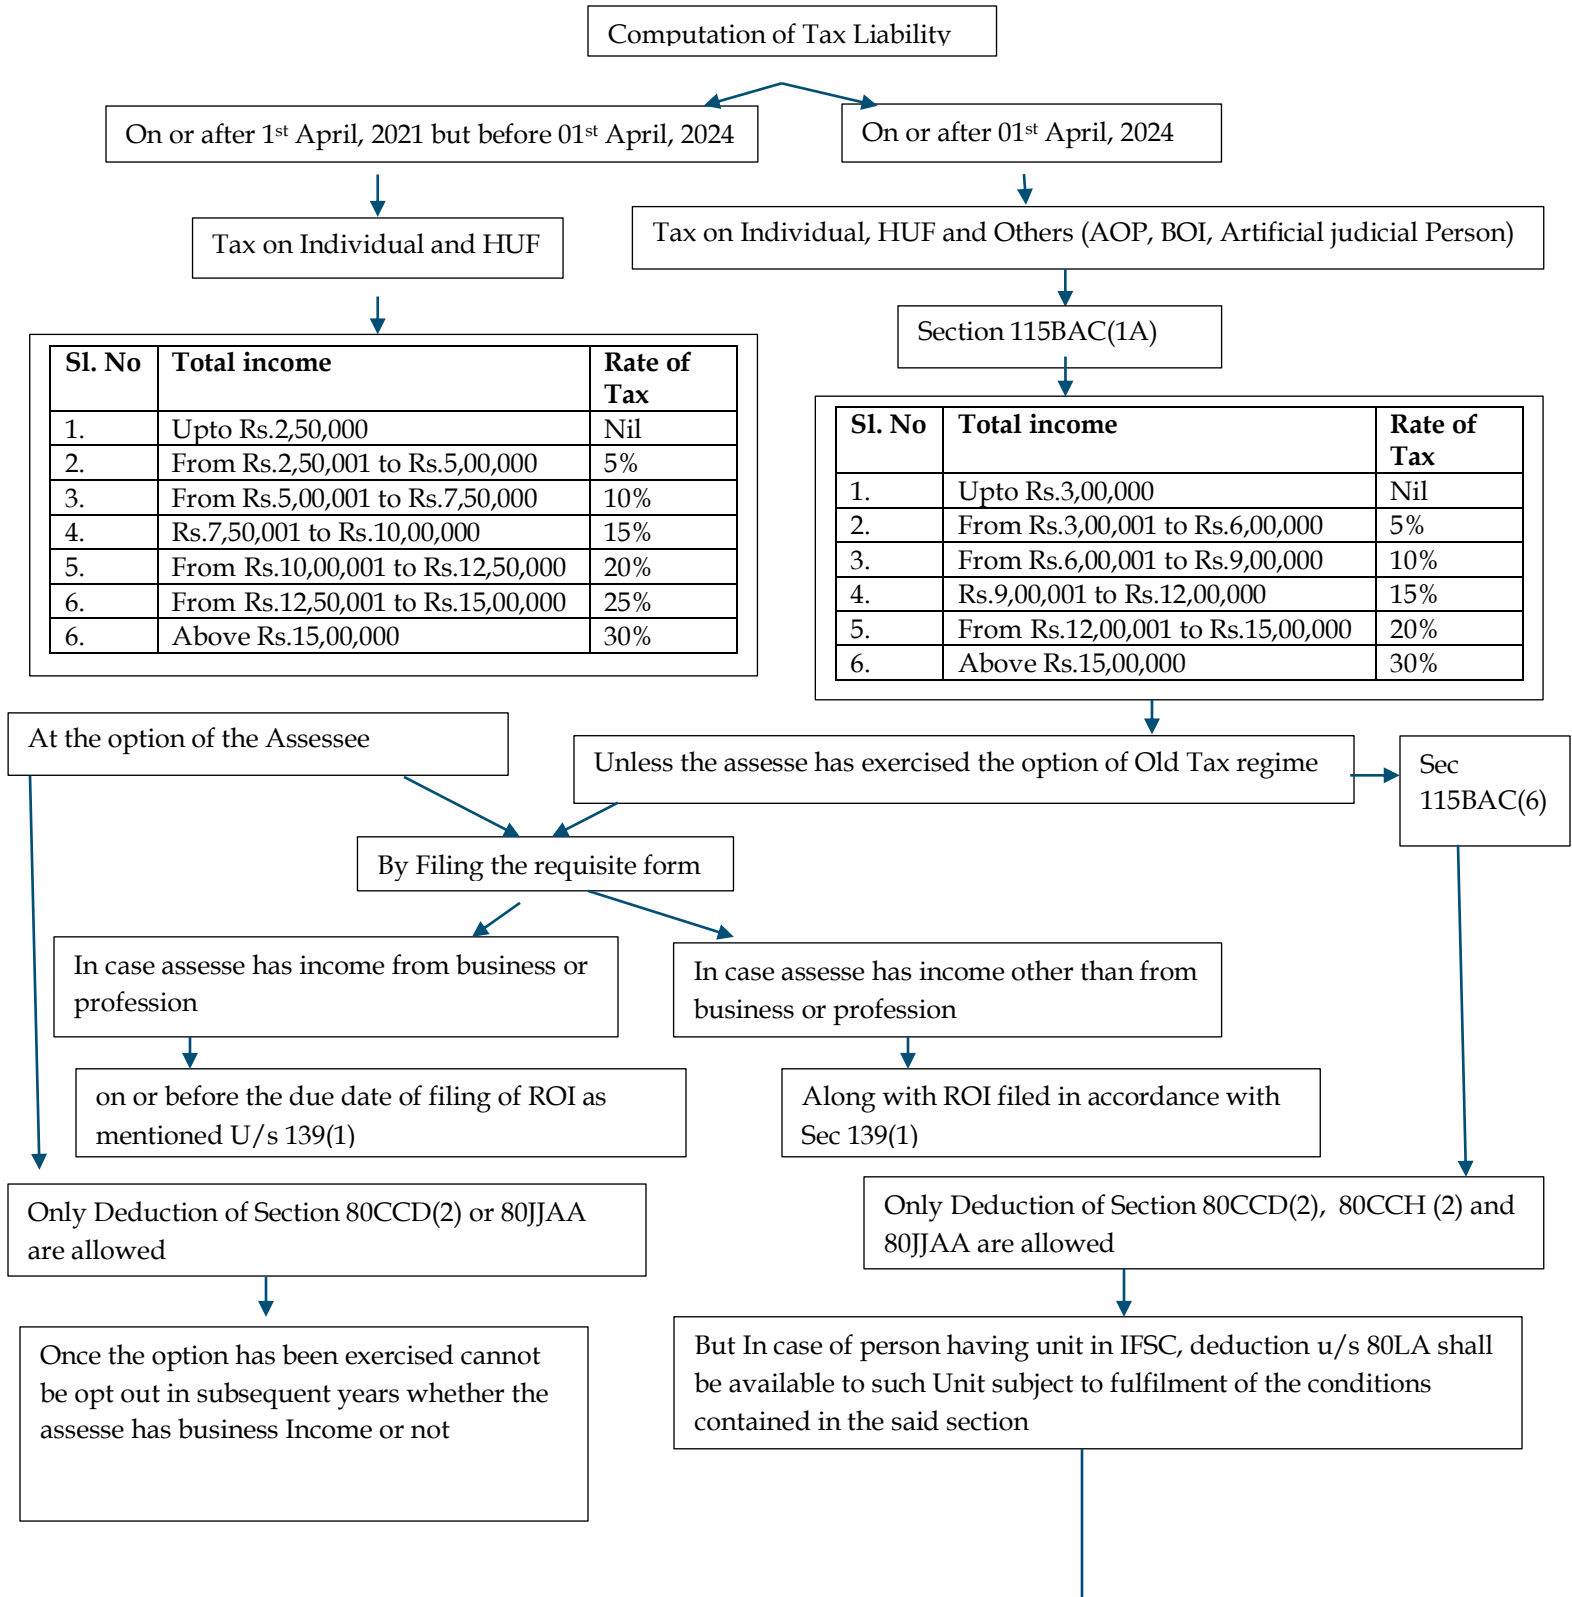 Computation of Tax Liability
On or after 1st April, 2021 but before 01st April, 2024
On or after 01st April, 2024
Tax on Individual and HUF
Tax on Individual, HUF and Others (AOP, BOI, Artificial judicial Person)
Section 115BAC(1A)
Sl. No Total income Rate of
Tax
1. Upto Rs.2,50,000 Nil
2. From Rs.2,50,001 to Rs.5,00,000 5%
3. From Rs.5,00,001 to Rs.7,50,000 10%
4. Rs.7,50,001 to Rs.10,00,000 15%
5. From Rs.10,00,001 to Rs.12,50,000 20%
6. From Rs.12,50,001 to Rs.15,00,000 25%
6. Above Rs.15,00,000 30%
Sl. No Total income Rate of
Tax
1. Upto Rs.3,00,000 Nil
2. From Rs.3,00,001 to Rs.6,00,000 5%
3. From Rs.6,00,001 to Rs.9,00,000 10%
4. Rs.9,00,001 to Rs.12,00,000 15%
5. From Rs.12,00,001 to Rs.15,00,000 20%
6. Above Rs.15,00,000 30%
At the option of the Assessee
Unless the assesse has exercised the option of Old Tax regime
Sec
115BAC(6)
By Filing the requisite form
In case assesse has income from business or
profession
In case assesse has income other than from
business or profession
on or before the due date of filing of ROI as
mentioned U/s 139(1)
Along with ROI filed in accordance with
Sec 139(1)
Only Deduction of Section 80CCD(2) or 80JJAA
are allowed
Only Deduction of Section 80CCD(2), 80CCH (2) and
80JJAA are allowed
Once the option has been exercised cannot
be opt out in subsequent years whether the
assesse has business Income or not
But In case of person having unit in IFSC, deduction u/s 80LA shall
be available to such Unit subject to fulfilment of the conditions
contained in the said section